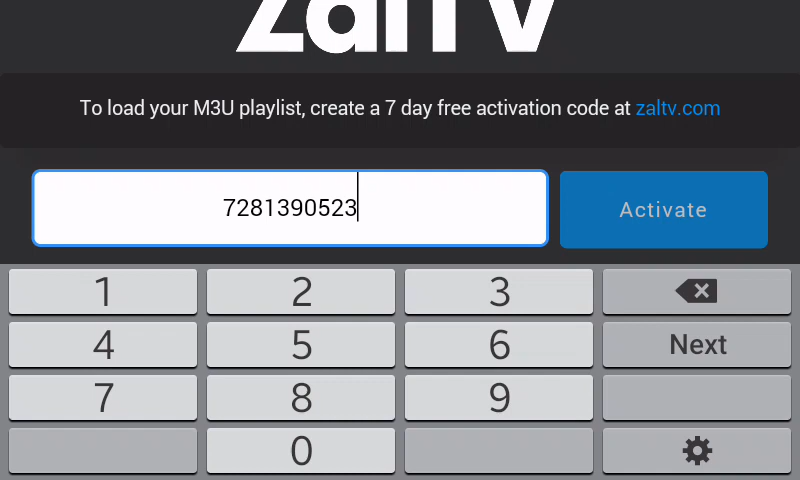 ZalTV
To load your M3U playlist, create a 7 day free activation code at zaltv.com
7281390523
Activate
1 2 3
4 5 6 Next
7 8 9
0